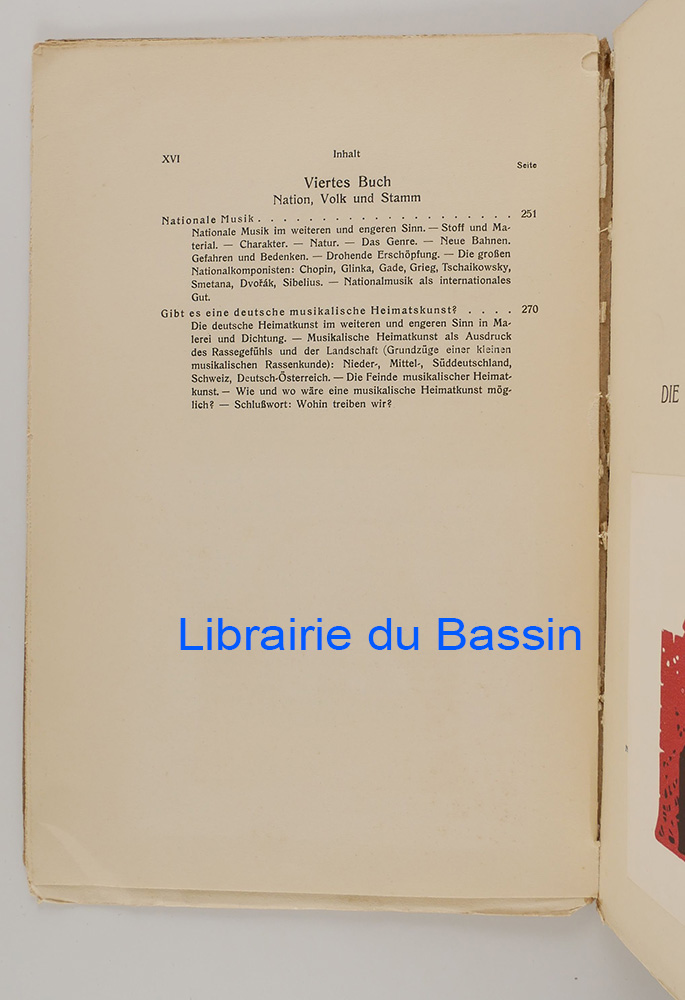 XVI
Inhalt
Seite
Viertes Buch
Nation, Volk und Stamm
Nationale Musik . . . . . . . . . . . . . . . . . . . 251
Nationale Musik im weiteren und engeren Sinn. — Stoff und Ma-
terial. — Charakter. — Natur. — Das Genre. — Neue Bahnen.
Gefahren und Bedenken. — Drohende Erschöpfung. — Die großen
Nationalkomponisten: Chopin, Glinka, Gade, Grieg, Tschaikowsky,
Smetana, Dvořák, Sibelius. — Nationalmusik als internationales
Gut.
Gibt es eine deutsche musikalische Heimatskunst? . . . . 270
Die deutsche Heimatkunst im weiteren und engeren Sinn in Ma-
lerei und Dichtung. — Musikalische Heimatkunst als Ausdruck
des Rassegefühls und der Landschaft (Grundzüge einer kleinen
musikalischen Rassenkunde): Nieder-, Mittel-, Süddeutschland,
Schweiz, Deutsch-Österreich. — Die Feinde musikalischer Heimat-
kunst. — Wie und wo wäre eine musikalische Heimatkunst mög-
lich? — Schlußwort: Wohin treiben wir?
DIE
Librairie du Bassin